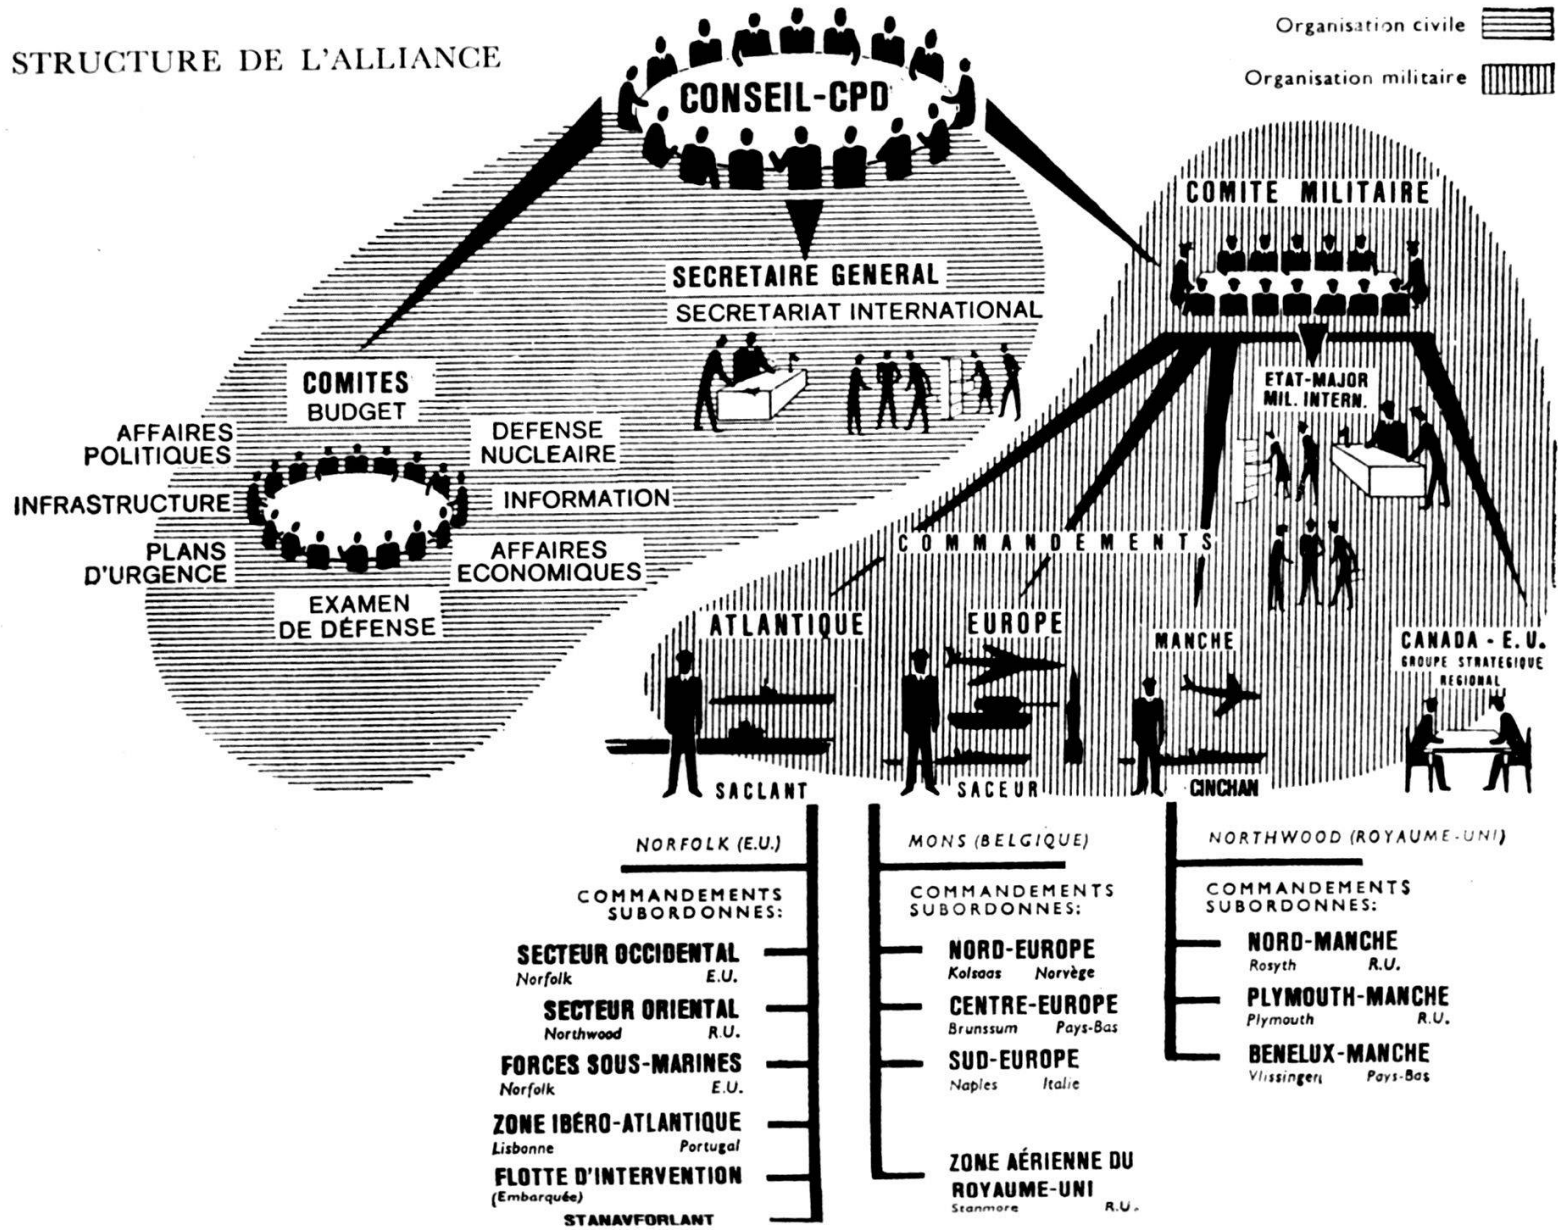 STRUCTURE DE L'ALLIANCE
Organisation civile
Organisation militaire
CONSEIL-CPD
COMITE MILITAIRE
SECRETAIRE GENERAL
SECRETARIAT INTERNATIONAL
COMITES
BUDGET
AFFAIRES
POLITIQUES
DEFENSE
NUCLEAIRE
INFRASTRUCTURE
INFORMATION
PLANS
D'URGENCE
AFFAIRES
ECONOMIQUES
EXAMEN
DE DÉFENSE
ETAT-MAJOR
MIL. INTERN.
COMMANDEMENTS
ATLANTIQUE
EUROPE
MANCHE
CANADA - E.U.
GROUPE STRATEGIQUE
REGIONAL
SACLANT
SACEUR
CINCHAN
NORFOLK (E.U.)
COMMANDEMENTS
SUBORDONNES:
SECTEUR OCCIDENTAL
Norfolk E.U.
SECTEUR ORIENTAL
Northwood R.U.
FORCES SOUS-MARINES
Norfolk E.U.
ZONE IBÉRO-ATLANTIQUE
Lisbonne Portugal
FLOTTE D'INTERVENTION
(Embarquée)
STANAVFORLANT
MONS (BELGIQUE)
COMMANDEMENTS
SUBORDONNES:
NORD-EUROPE
Kolsaas Norvège
CENTRE-EUROPE
Brunssum Pays-Bas
SUD-EUROPE
Naples Italie
ZONE AÉRIENNE DU
ROYAUME-UNI
Stanmore R.U.
NORTHWOOD (ROYAUME-UNI)
COMMANDEMENTS
SUBORDONNES:
NORD-MANCHE
Rosyth R.U.
PLYMOUTH-MANCHE
Plymouth R.U.
BENELUX-MANCHE
Vlissingen Pays-Bas